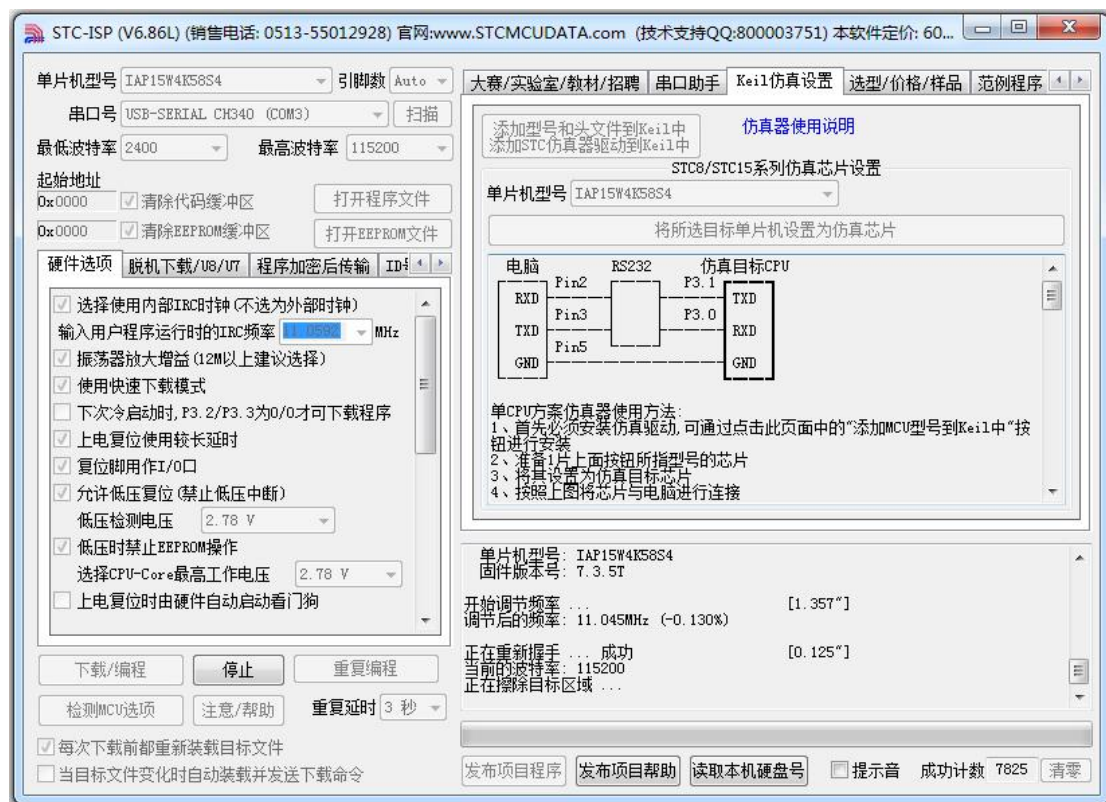 STC-ISP (V6.86L) (销售电话: 0513-55012928) 官网:www.STCMCUDATA.com (技术支持QQ:800003751) 本软件定价: 60...
单片机型号 IAP15W4K58S4 引脚数 Auto
串口号 USB-SERIAL CH340 (COM3) 扫描
最低波特率 2400 最高波特率 115200
起始地址
0x0000 清除代码缓冲区 打开程序文件
0x0000 清除EEPROM缓冲区 打开EEPROM文件
硬件选项 脱机下载/U8/U7 程序加密后传输
选择使用内部IRC时钟(不选为外部时钟)
输入用户程序运行时的IRC频率 11.0592 MHz
振荡器放大增益(12M以上建议选择)
使用快速下载模式
下次冷启动时,P3.2/P3.3为0/0才可下载程序
上电复位使用较长延时
复位脚用作I/O口
允许低压复位(禁止低压中断)
低压检测电压 2.78 V
低压时禁止EEPROM操作
选择CPU-Core最高工作电压 2.78 V
上电复位时由硬件自动启动看门狗
下载/编程 停止 重复编程
检测MCU选项 注意/帮助 重复延时 3 秒
每次下载前都重新装载目标文件
当目标文件变化时自动装载并发送下载命令
大赛/实验室/教材/招聘 串口助手 Keil仿真设置 选型/价格/样品 范例程序
添加型号和头文件到Keil中
添加STC仿真器驱动到Keil中
仿真器使用说明
STC8/STC15系列仿真芯片设置
单片机型号 IAP15W4K58S4
将所选目标单片机设置为仿真芯片
电脑 RS232 仿真目标CPU
Pin2 P3.1
RXD TXD
Pin3 P3.0
TXD RXD
Pin5
GND GND
单CPU方案仿真器使用方法:
1、首先必须安装仿真驱动,可通过点击此页面中的“添加MCU型号到Keil中”按
钮进行安装
2、准备1片上面按钮所指型号的芯片
3、将其设置为仿真目标芯片
4、按照上图将芯片与电脑进行连接
单片机型号: IAP15W4K58S4
固件版本号: 7.3.5T
开始调节频率 ... [1.357"]
调节后的频率: 11.045MHz (-0.130%)
正在重新握手 ... 成功 [0.125"]
当前的波特率: 115200
正在擦除目标区域 ...
发布项目程序 发布项目帮助 读取本机硬盘号 提示音 成功计数 7825 清零